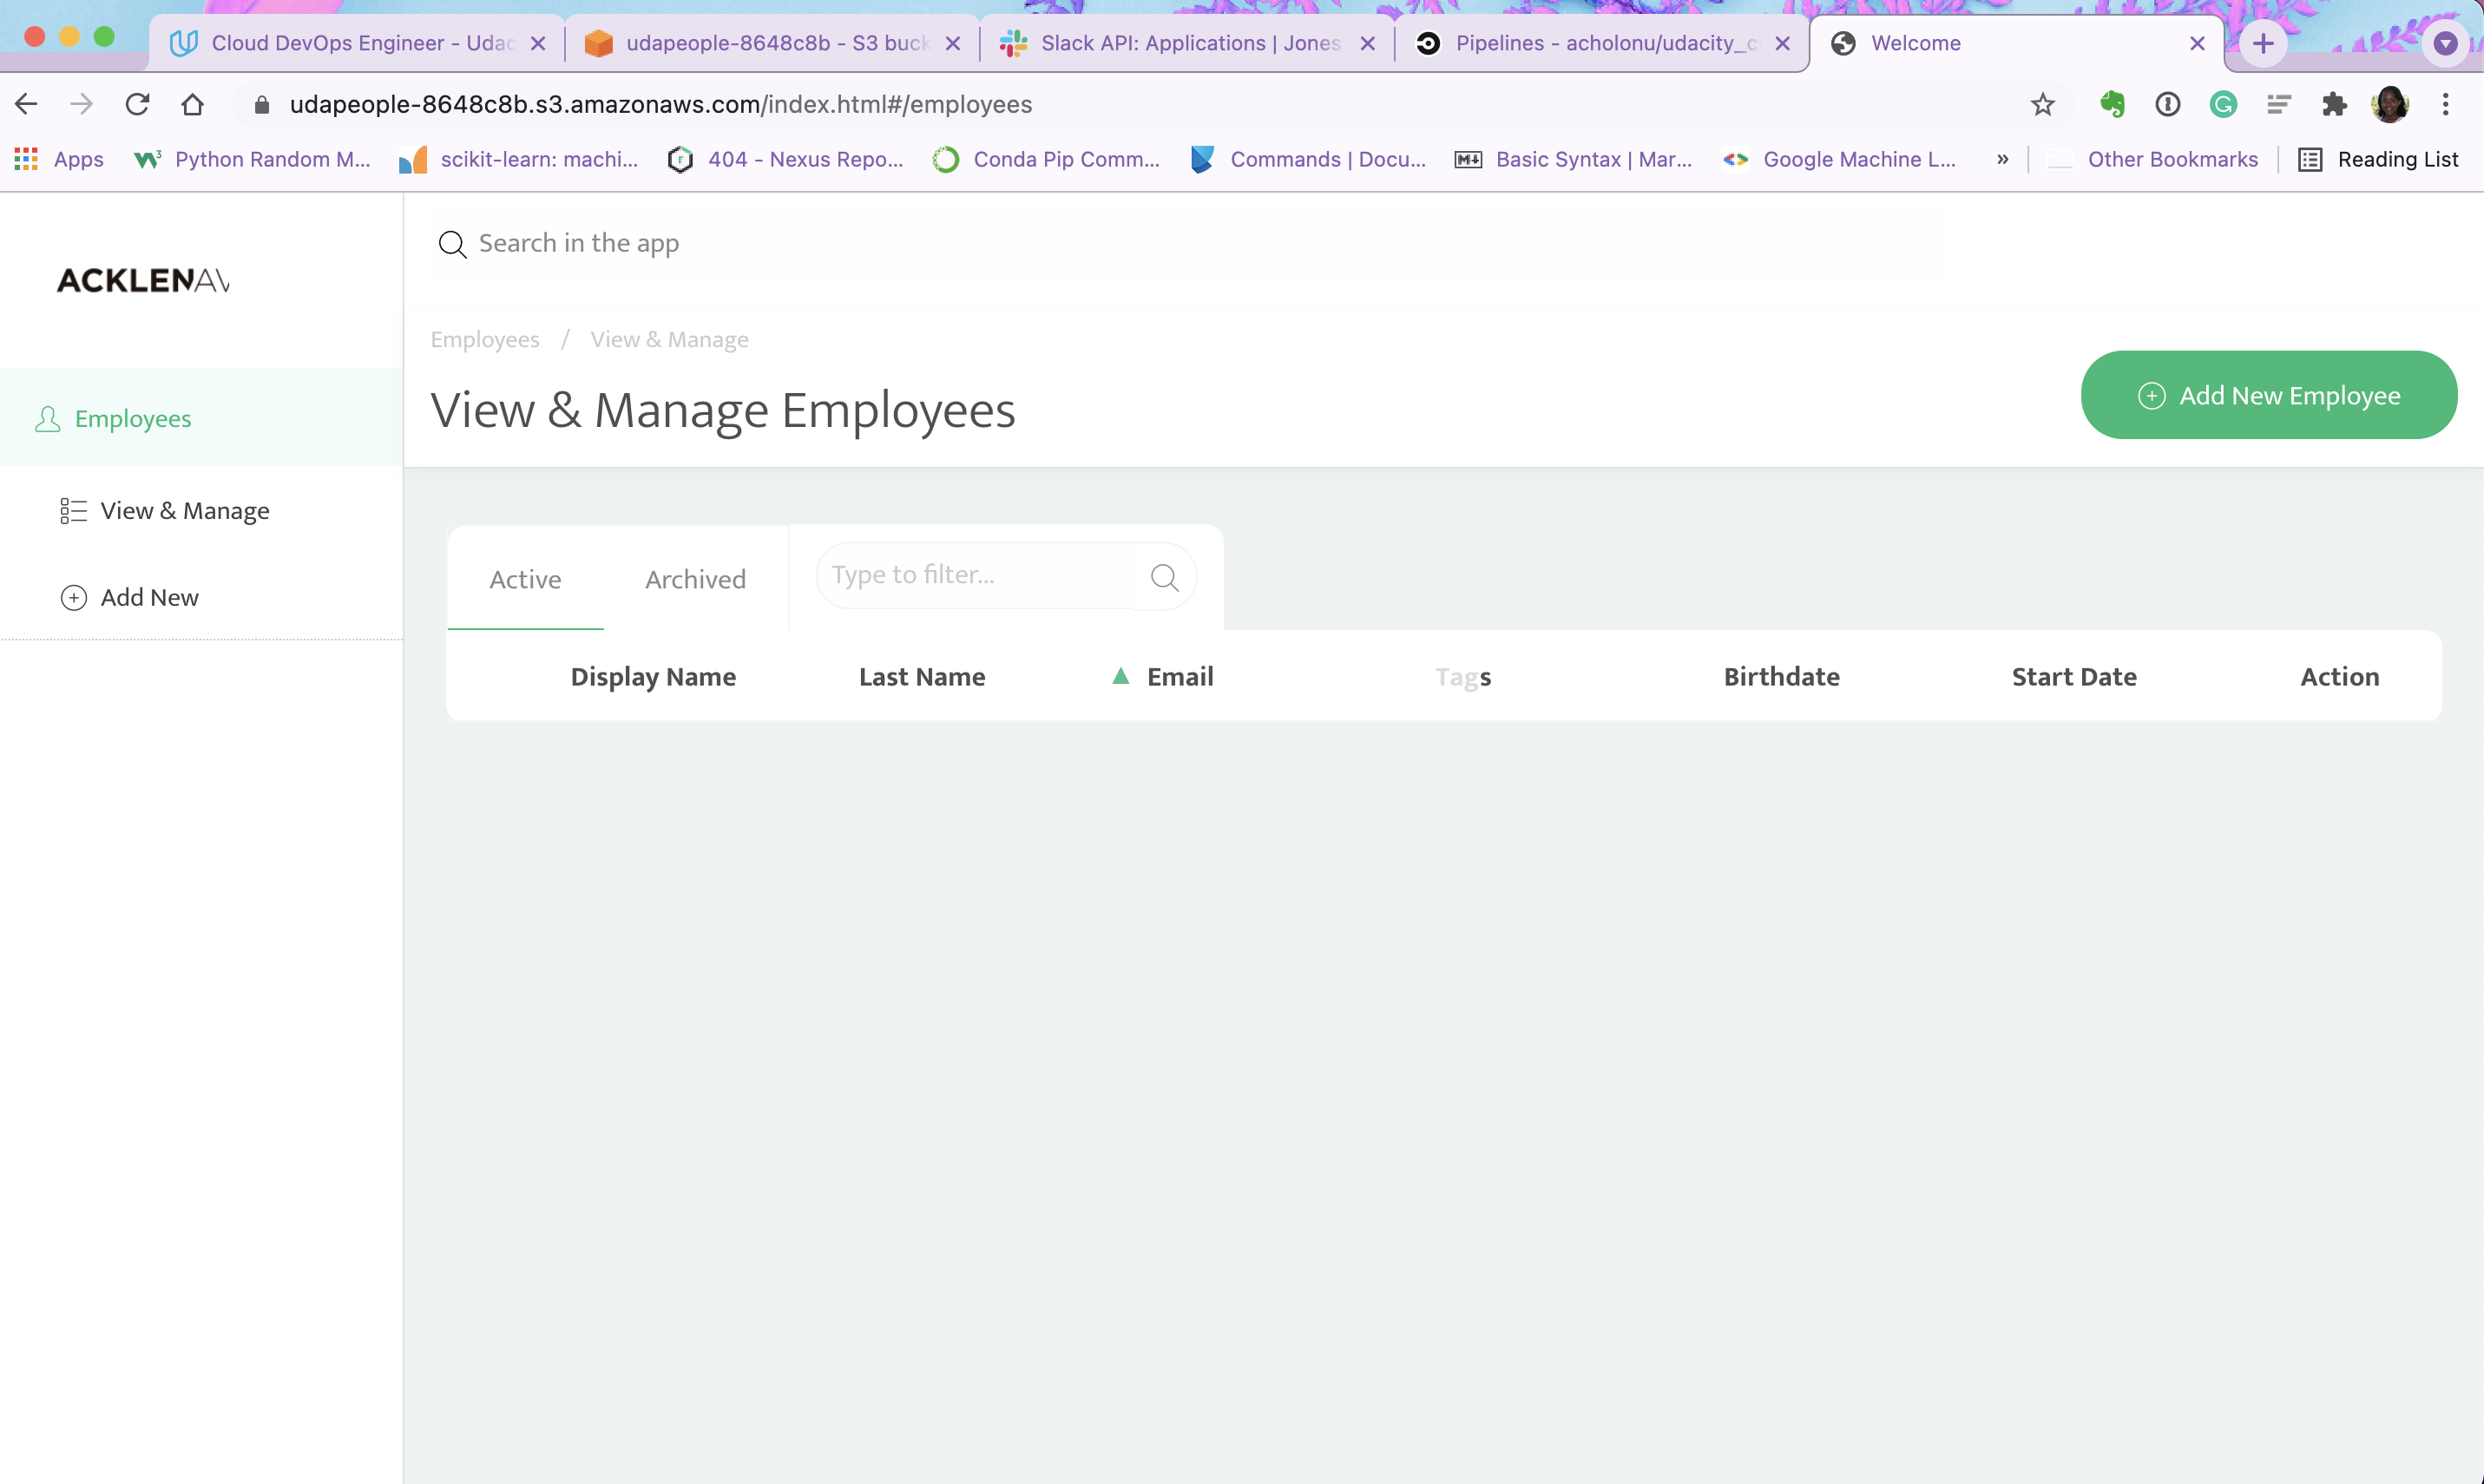 Cloud DevOps Engineer - Udac
udapeople-8648c8b - S3 buck
Slack API: Applications | Jones
Pipelines - acholonu/udacity_c
Welcome
udapeople-8648c8b.s3.amazonaws.com/index.html#/employees
Apps
Python Random M...
scikit-learn: machi...
404 - Nexus Repo...
Conda Pip Comm...
Commands | Docu...
Basic Syntax | Mar...
Google Machine L...
»
Other Bookmarks
Reading List
ACKLENAV
Search in the app
Employees / View & Manage
View & Manage Employees
Add New Employee
Employees
View & Manage
Add New
Active
Archived
Type to filter...
Display Name
Last Name
Email
Tags
Birthdate
Start Date
Action